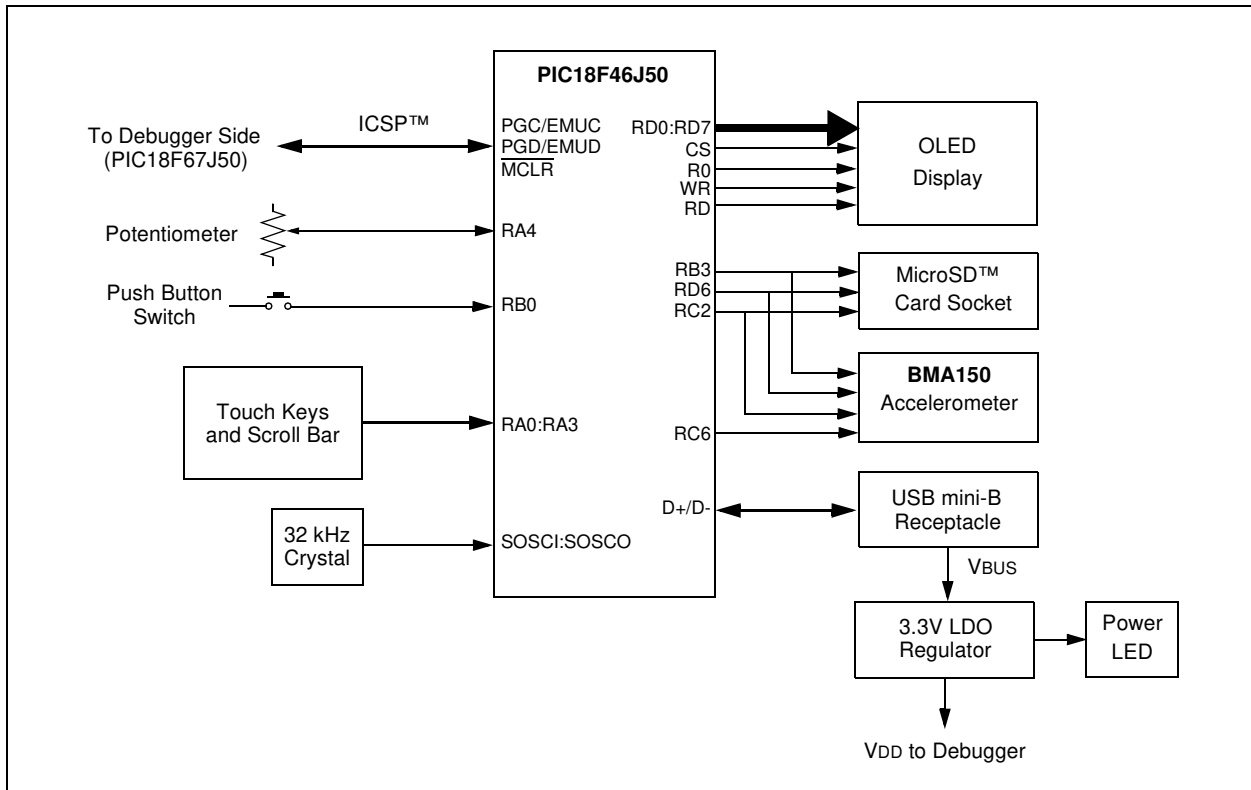 PIC18F46J50
To Debugger Side
(PIC18F67J50)
ICSP™
PGC/EMUC
PGD/EMUD
MCLR
Potentiometer
RA4
Push Button
Switch
RB0
Touch Keys
and Scroll Bar
RA0:RA3
32 kHz
Crystal
SOSCI:SOSCO
RD0:RD7
CS
R0
WR
RD
OLED
Display
RB3
RD6
RC2
MicroSD™
Card Socket
BMA150
Accelerometer
RC6
D+/D-
USB mini-B
Receptacle
VBUS
3.3V LDO
Regulator
Power
LED
VDD to Debugger